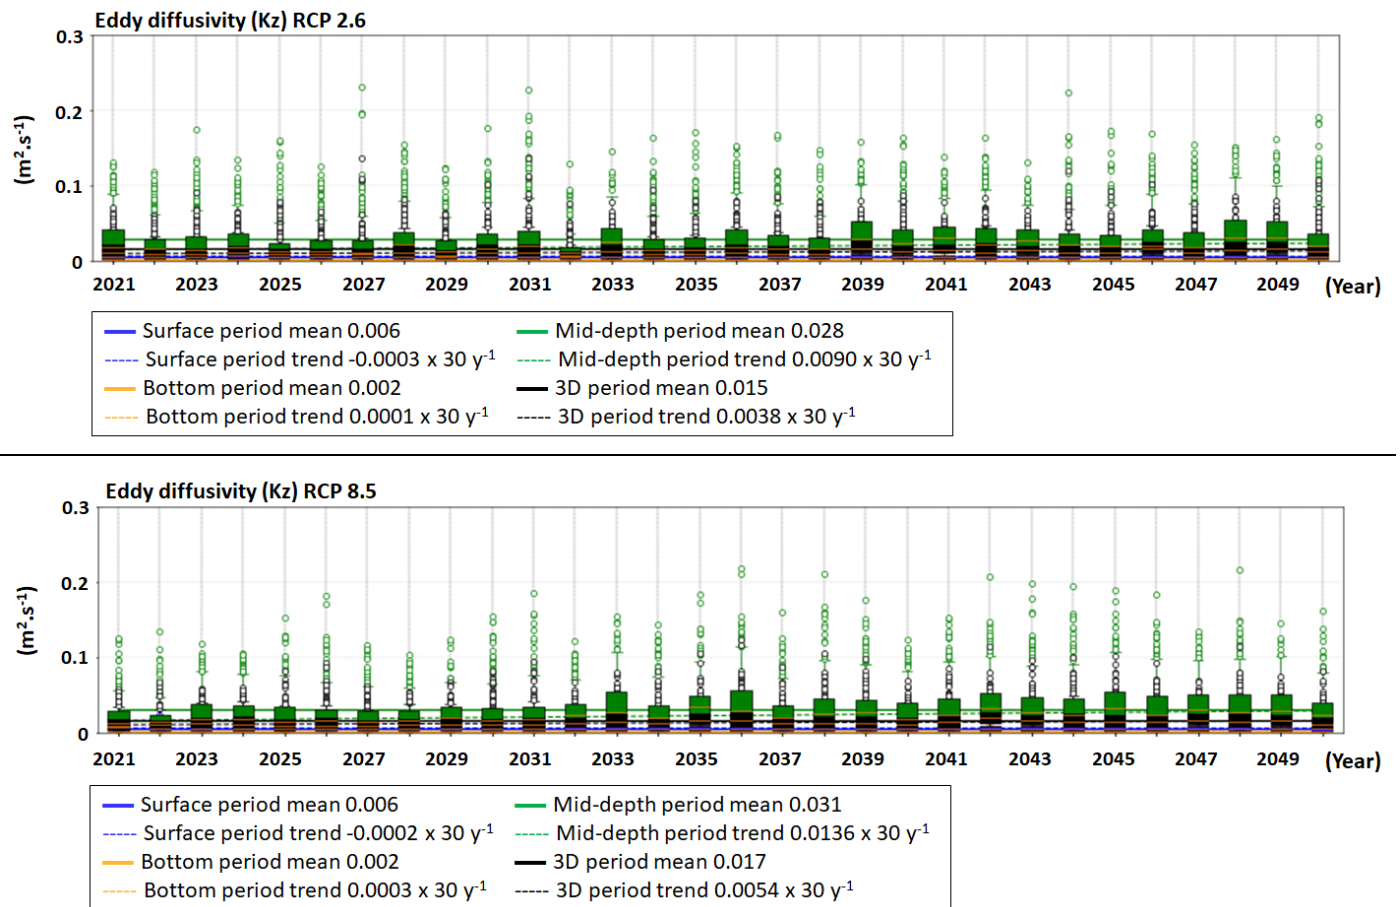 Eddy diffusivity (Kz) RCP 2.6
0.3
0.2
0.1
0
(m².s⁻¹)
2021 2023 2025 2027 2029 2031 2033 2035 2037 2039 2041 2043 2045 2047 2049 (Year)
Surface period mean 0.006
Surface period trend -0.0003 x 30 y⁻¹
Bottom period mean 0.002
Bottom period trend 0.0001 x 30 y⁻¹
Mid-depth period mean 0.028
Mid-depth period trend 0.0090 x 30 y⁻¹
3D period mean 0.015
3D period trend 0.0038 x 30 y⁻¹
Eddy diffusivity (Kz) RCP 8.5
0.3
0.2
0.1
0
(m².s⁻¹)
2021 2023 2025 2027 2029 2031 2033 2035 2037 2039 2041 2043 2045 2047 2049 (Year)
Surface period mean 0.006
Surface period trend -0.0002 x 30 y⁻¹
Bottom period mean 0.002
Bottom period trend 0.0003 x 30 y⁻¹
Mid-depth period mean 0.031
Mid-depth period trend 0.0136 x 30 y⁻¹
3D period mean 0.017
3D period trend 0.0054 x 30 y⁻¹